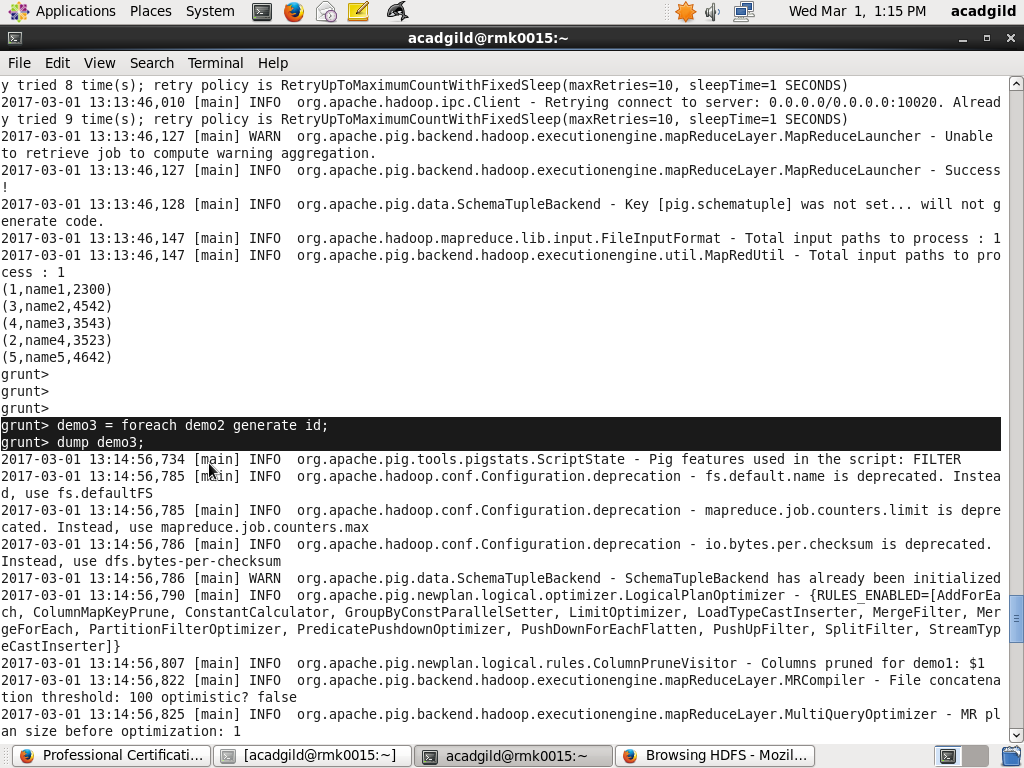 Applications Places System Wed Mar 1, 1:15 PM acadgild
acadgild@rmk0015:~
File Edit View Search Terminal Help
y tried 8 time(s); retry policy is RetryUpToMaximumCountWithFixedSleep(maxRetries=10, sleepTime=1 SECONDS)
2017-03-01 13:13:46,010 [main] INFO  org.apache.hadoop.ipc.Client - Retrying connect to server: 0.0.0.0/0.0.0.0:10020. Alread
y tried 9 time(s); retry policy is RetryUpToMaximumCountWithFixedSleep(maxRetries=10, sleepTime=1 SECONDS)
2017-03-01 13:13:46,127 [main] WARN  org.apache.pig.backend.hadoop.executionengine.mapReduceLayer.MapReduceLauncher - Unable
to retrieve job to compute warning aggregation.
2017-03-01 13:13:46,127 [main] INFO  org.apache.pig.backend.hadoop.executionengine.mapReduceLayer.MapReduceLauncher - Success
!
2017-03-01 13:13:46,128 [main] INFO  org.apache.pig.data.SchemaTupleBackend - Key [pig.schematuple] was not set... will not g
enerate code.
2017-03-01 13:13:46,147 [main] INFO  org.apache.hadoop.mapreduce.lib.input.FileInputFormat - Total input paths to process : 1
2017-03-01 13:13:46,147 [main] INFO  org.apache.pig.backend.hadoop.executionengine.util.MapRedUtil - Total input paths to pro
cess : 1
(1,name1,2300)
(3,name2,4542)
(4,name3,3543)
(2,name4,3523)
(5,name5,4642)
grunt>
grunt>
grunt>
grunt> demo3 = foreach demo2 generate id;
grunt> dump demo3;
2017-03-01 13:14:56,734 [main] INFO  org.apache.pig.tools.pigstats.ScriptState - Pig features used in the script: FILTER
2017-03-01 13:14:56,785 [main] INFO  org.apache.hadoop.conf.Configuration.deprecation - fs.default.name is deprecated. Instea
d, use fs.defaultFS
2017-03-01 13:14:56,785 [main] INFO  org.apache.hadoop.conf.Configuration.deprecation - mapreduce.job.counters.limit is depre
cated. Instead, use mapreduce.job.counters.max
2017-03-01 13:14:56,786 [main] INFO  org.apache.hadoop.conf.Configuration.deprecation - io.bytes.per.checksum is deprecated.
Instead, use dfs.bytes-per-checksum
2017-03-01 13:14:56,786 [main] WARN  org.apache.pig.data.SchemaTupleBackend - SchemaTupleBackend has already been initialized
2017-03-01 13:14:56,790 [main] INFO  org.apache.pig.newplan.logical.optimizer.LogicalPlanOptimizer - {RULES_ENABLED=[AddForEa
ch, ColumnMapKeyPrune, ConstantCalculator, GroupByConstParallelSetter, LimitOptimizer, LoadTypeCastInserter, MergeFilter, Mer
geForEach, PartitionFilterOptimizer, PredicatePushdownOptimizer, PushDownForEachFlatten, PushUpFilter, SplitFilter, StreamTyp
eCastInserter]}
2017-03-01 13:14:56,807 [main] INFO  org.apache.pig.newplan.logical.rules.ColumnPruneVisitor - Columns pruned for demo1: $1
2017-03-01 13:14:56,822 [main] INFO  org.apache.pig.backend.hadoop.executionengine.mapReduceLayer.MRCompiler - File concatena
tion threshold: 100 optimistic? false
2017-03-01 13:14:56,825 [main] INFO  org.apache.pig.backend.hadoop.executionengine.mapReduceLayer.MultiQueryOptimizer - MR pl
an size before optimization: 1
Professional Certificati... [acadgild@rmk0015:~] acadgild@rmk0015:~ Browsing HDFS - Mozil...